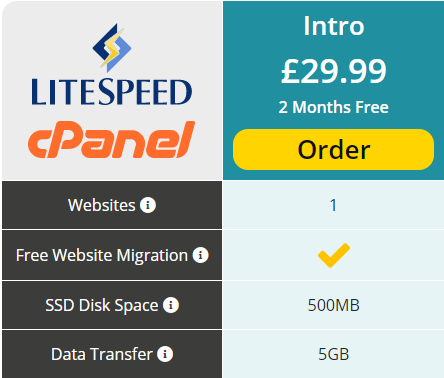 LITESPEED
cPanel
Intro
£29.99
2 Months Free
Order
Websites 1
Free Website Migration
SSD Disk Space 500MB
Data Transfer 5GB